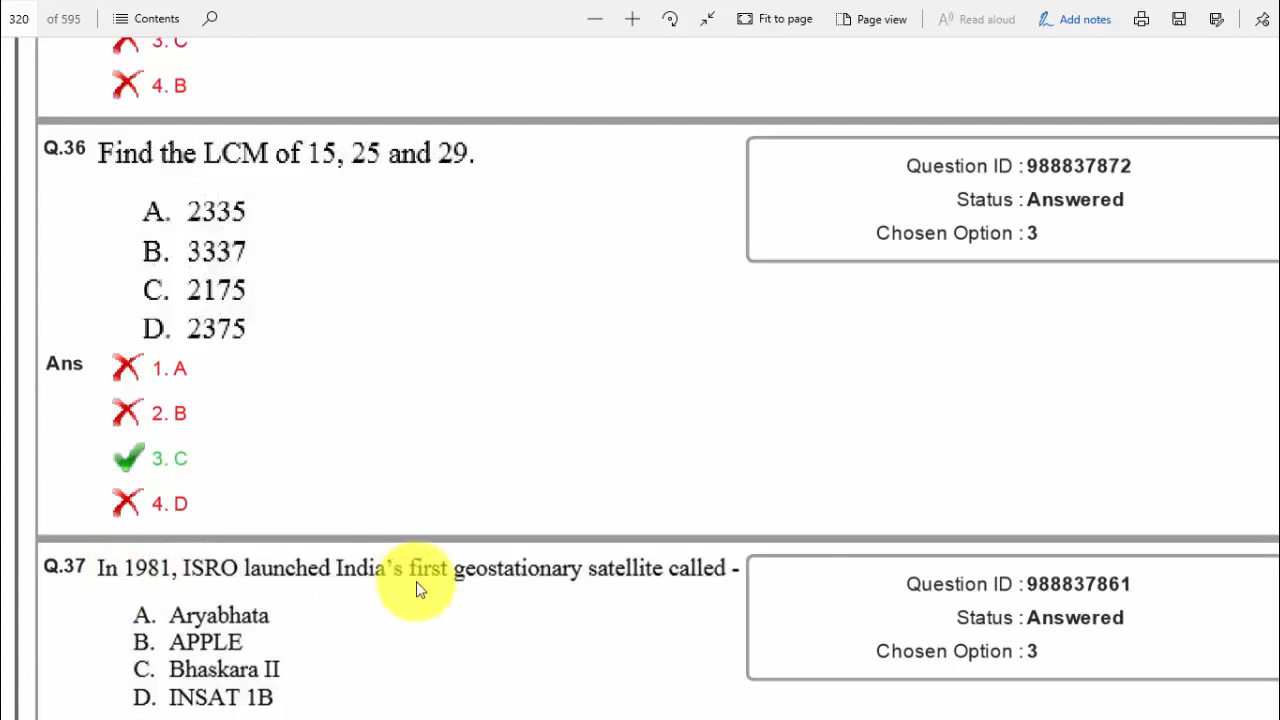 320 of 595 Contents Fit to page Page view Read aloud Add notes
3. C
4. B
Q.36 Find the LCM of 15, 25 and 29.
A. 2335
B. 3337
C. 2175
D. 2375
Question ID : 988837872
Status : Answered
Chosen Option : 3
Ans
1. A
2. B
3. C
4. D
Q.37 In 1981, ISRO launched India's first geostationary satellite called -
A. Aryabhata
B. APPLE
C. Bhaskara II
D. INSAT 1B
Question ID : 988837861
Status : Answered
Chosen Option : 3